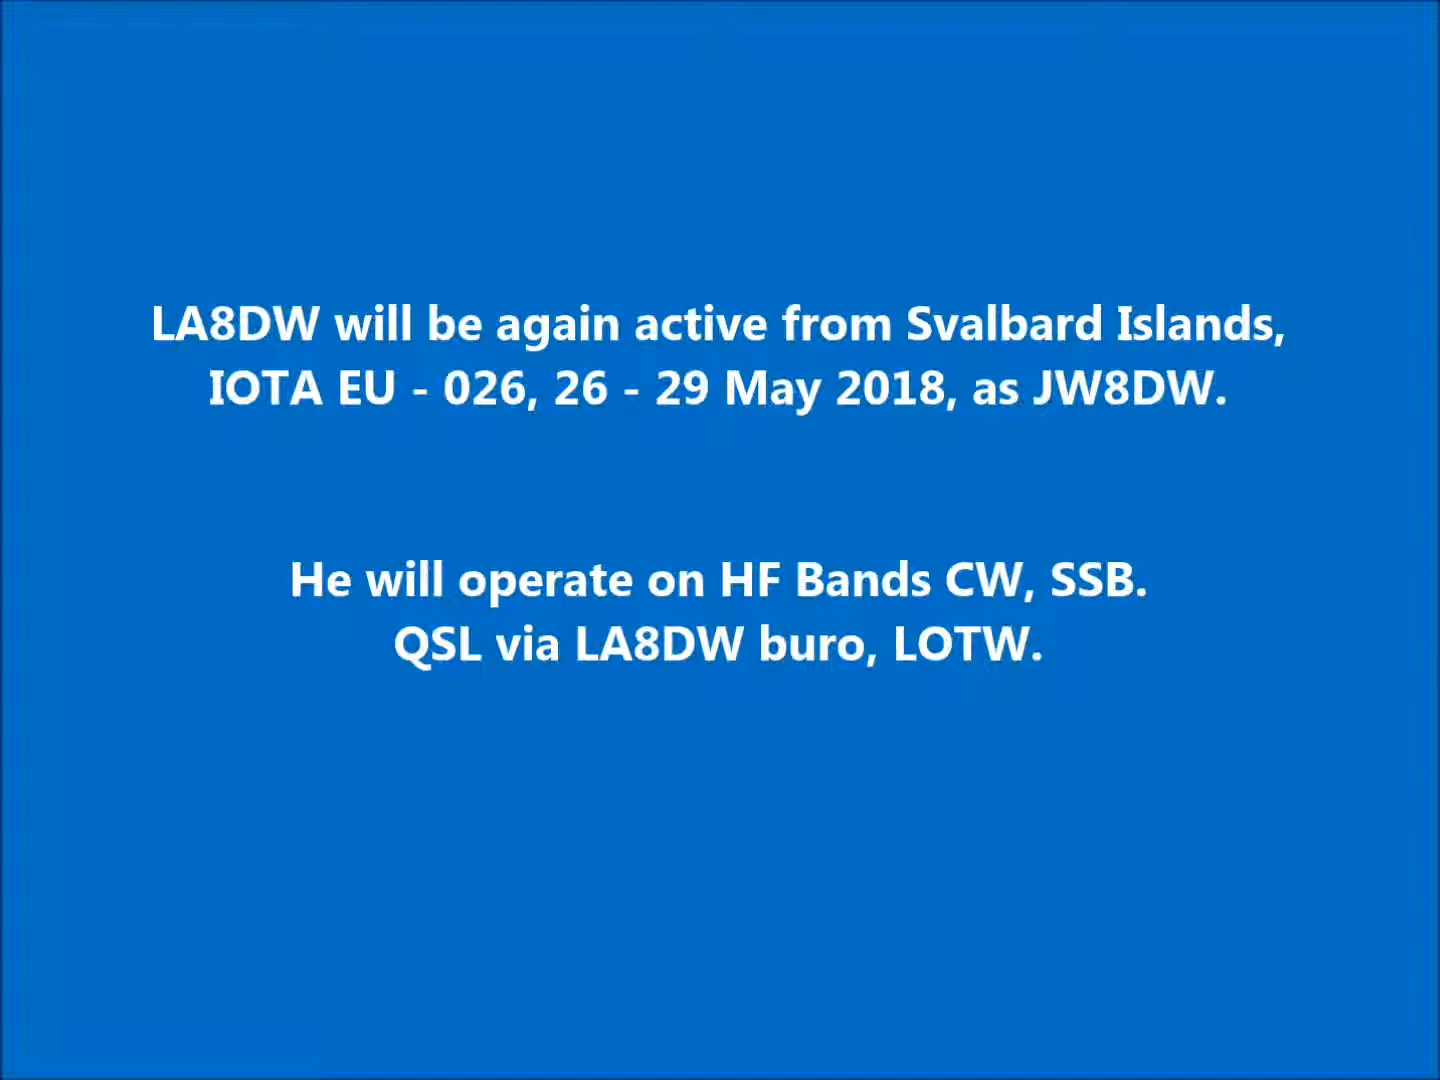 LA8DW will be again active from Svalbard Islands,
IOTA EU - 026, 26 - 29 May 2018, as JW8DW.
He will operate on HF Bands CW, SSB.
QSL via LA8DW buro, LOTW.